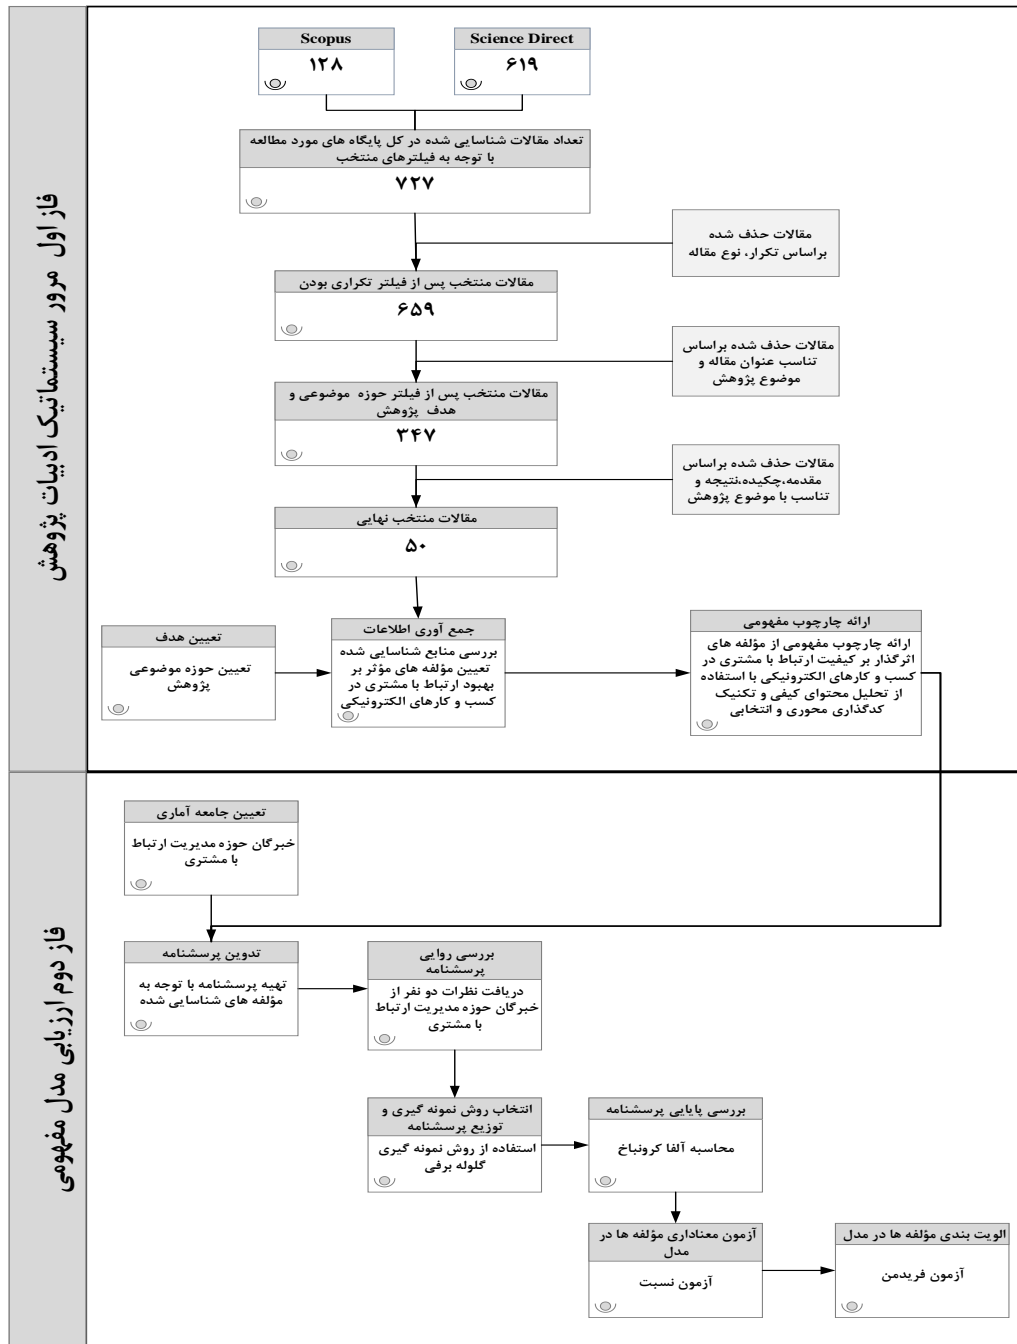 فاز اول مرور سیستماتیک ادبیات پژوهش
Scopus
۱۲۸
Science Direct
۶۱۹
تعداد مقالات شناسایی شده در کل پایگاه های مورد مطالعه
با توجه به فیلترهای منتخب
۷۲۷
مقالات حذف شده
براساس تکرار، نوع مقاله
مقالات منتخب پس از فیلتر تکراری بودن
۶۵۹
مقالات حذف شده براساس
تناسب عنوان مقاله و
موضوع پژوهش
مقالات منتخب پس از فیلتر حوزه موضوعی و
هدف پژوهش
۳۴۷
مقالات حذف شده براساس
مقدمه،چکیده،نتیجه و
تناسب با موضوع پژوهش
مقالات منتخب نهایی
۵۰
تعیین هدف
تعیین حوزه موضوعی
پژوهش
جمع آوری اطلاعات
بررسی منابع شناسایی شده
تعیین مؤلفه های مؤثر بر
بهبود ارتباط با مشتری در
کسب و کارهای الکترونیکی
ارائه چارچوب مفهومی
ارائه چارچوب مفهومی از مؤلفه های
اثرگذار بر کیفیت ارتباط با مشتری در
کسب و کارهای الکترونیکی با استفاده
از تحلیل محتوای کیفی و تکنیک
کدگذاری محوری و انتخابی
فاز دوم ارزیابی مدل مفهومی
تعیین جامعه آماری
خبرگان حوزه مدیریت ارتباط
با مشتری
تدوین پرسشنامه
تهیه پرسشنامه با توجه به
مؤلفه های شناسایی شده
بررسی روایی
پرسشنامه
دریافت نظرات دو نفر از
خبرگان حوزه مدیریت ارتباط
با مشتری
انتخاب روش نمونه گیری و
توزیع پرسشنامه
استفاده از روش نمونه گیری
گلوله برفی
بررسی پایایی پرسشنامه
محاسبه آلفا کرونباخ
آزمون معناداری مؤلفه ها در
مدل
آزمون نسبت
الویت بندی مؤلفه ها در مدل
آزمون فریدمن